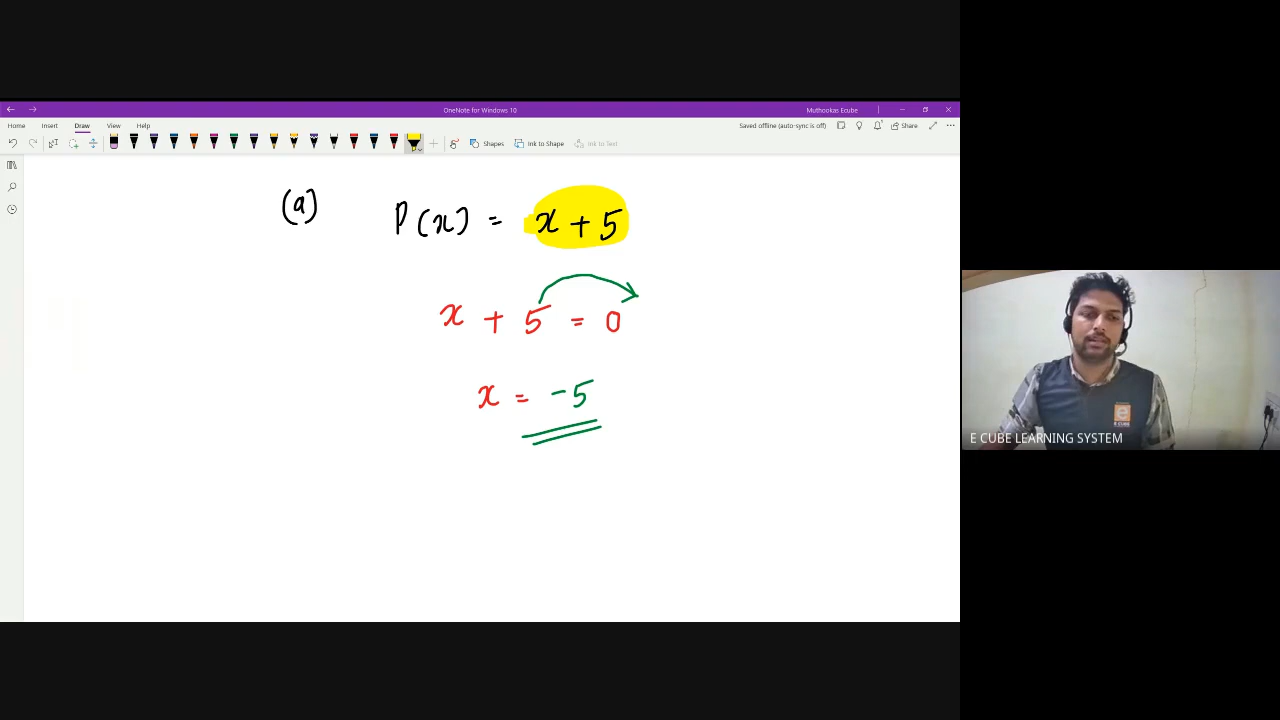 OneNote for Windows 10
Muthookas Ecube
Home Insert Draw View Help
Saved offline (auto-sync is off)
Share
Shapes
Ink to Shape
Ink to Text
(a) P(x) = x + 5
x + 5 = 0
x = -5
e
E CUBE
E CUBE LEARNING SYSTEM